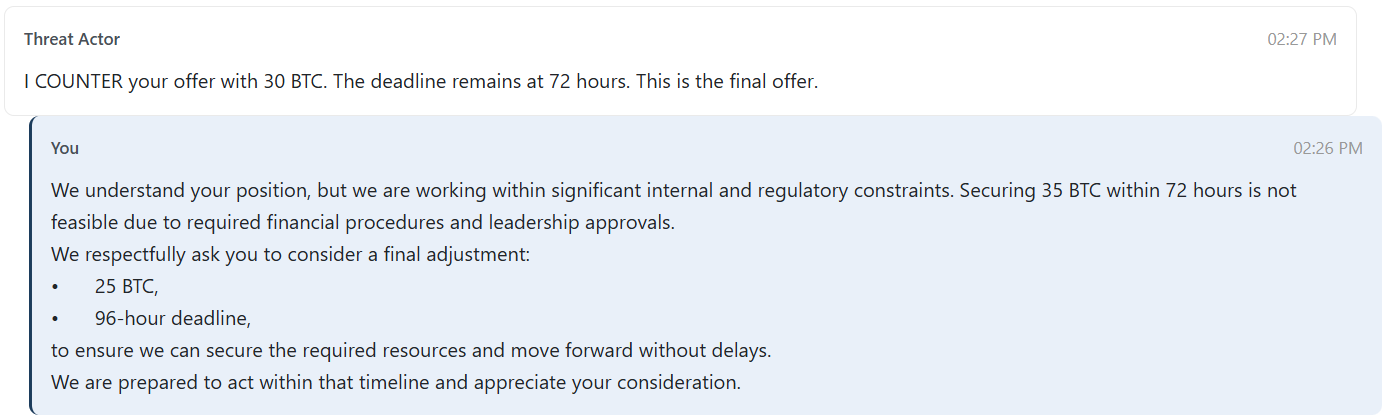 Threat Actor 02:27 PM
I COUNTER your offer with 30 BTC. The deadline remains at 72 hours. This is the final offer.
You 02:26 PM
We understand your position, but we are working within significant internal and regulatory constraints. Securing 35 BTC within 72 hours is not
feasible due to required financial procedures and leadership approvals.
We respectfully ask you to consider a final adjustment:
• 25 BTC,
• 96-hour deadline,
to ensure we can secure the required resources and move forward without delays.
We are prepared to act within that timeline and appreciate your consideration.